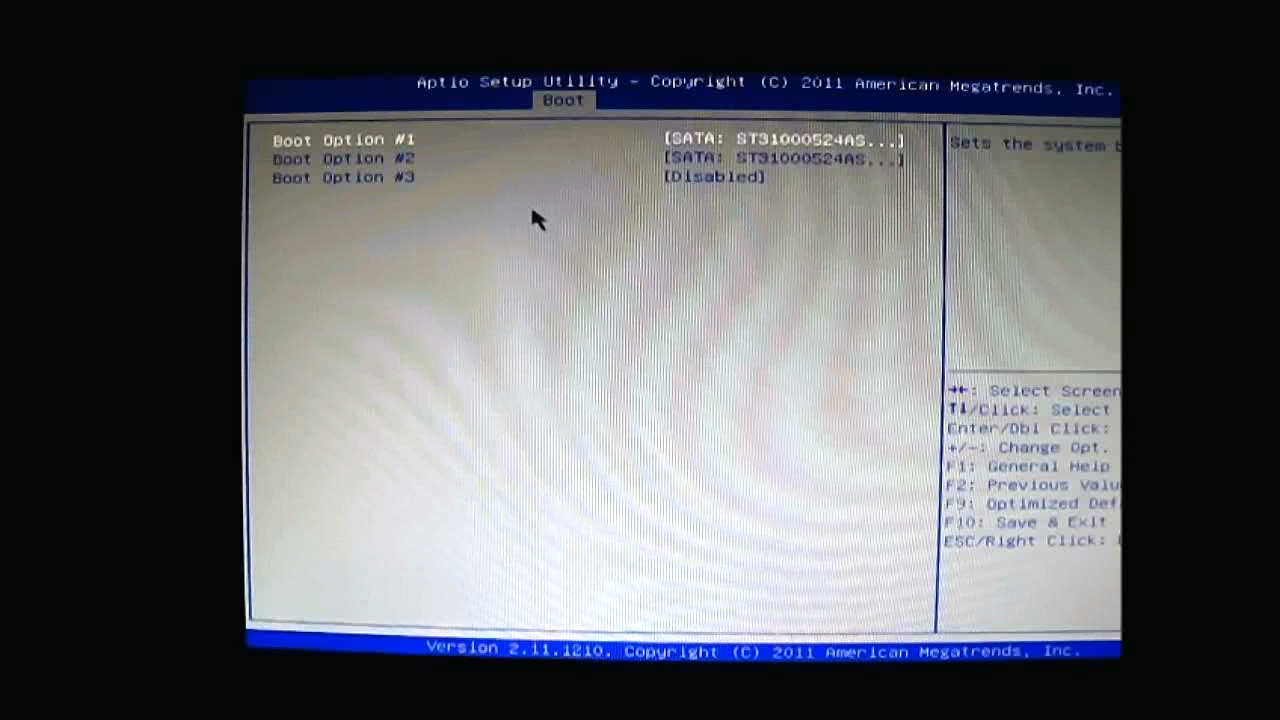 Aptio Setup Utility - Copyright (C) 2011 American Megatrends, Inc.
Boot
Boot Option #1 [SATA: ST31000524AS...]
Boot Option #2 [SATA: ST31000524AS...]
Boot Option #3 [Disabled]
Sets the system
→←: Select Screen
↑↓/Click: Select
Enter/Dbl Click:
+/-: Change Opt.
F1: General Help
F2: Previous Valu
F9: Optimized Def
F10: Save & Exit
ESC/Right Click:
Version 2.11.1210. Copyright (C) 2011 American Megatrends, Inc.